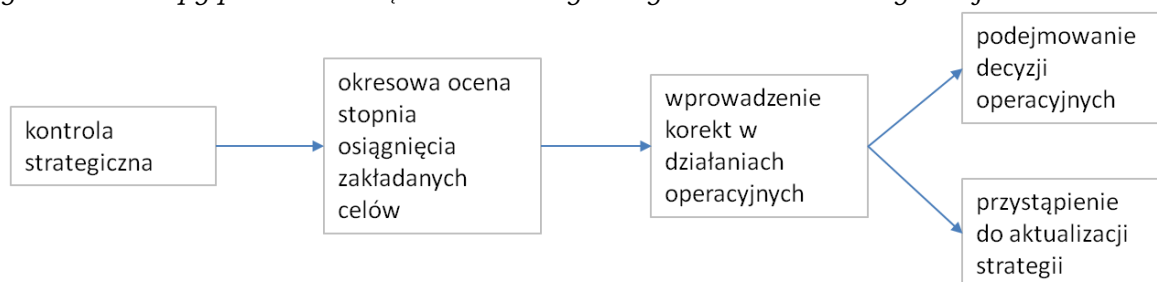 kontrola
strategiczna
okresowa ocena
stopnia
osiągnięcia
zakładanych
celów
wprowadzenie
korekt w
działaniach
operacyjnych
podejmowanie
decyzji
operacyjnych
przystąpienie
do aktualizacji
strategii